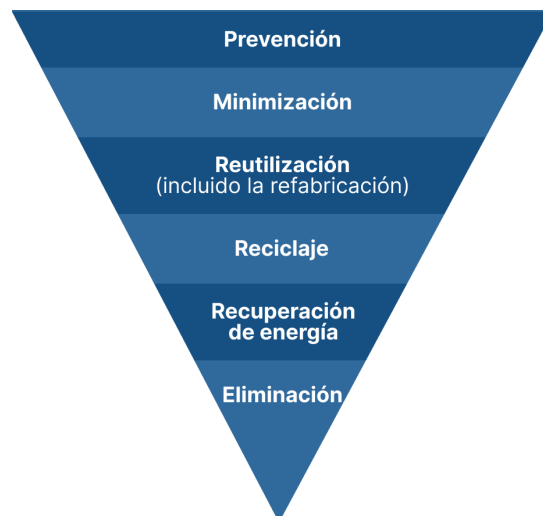 Prevención
Minimización
Reutilización
(incluido la refabricación)
Reciclaje
Recuperación
de energía
Eliminación